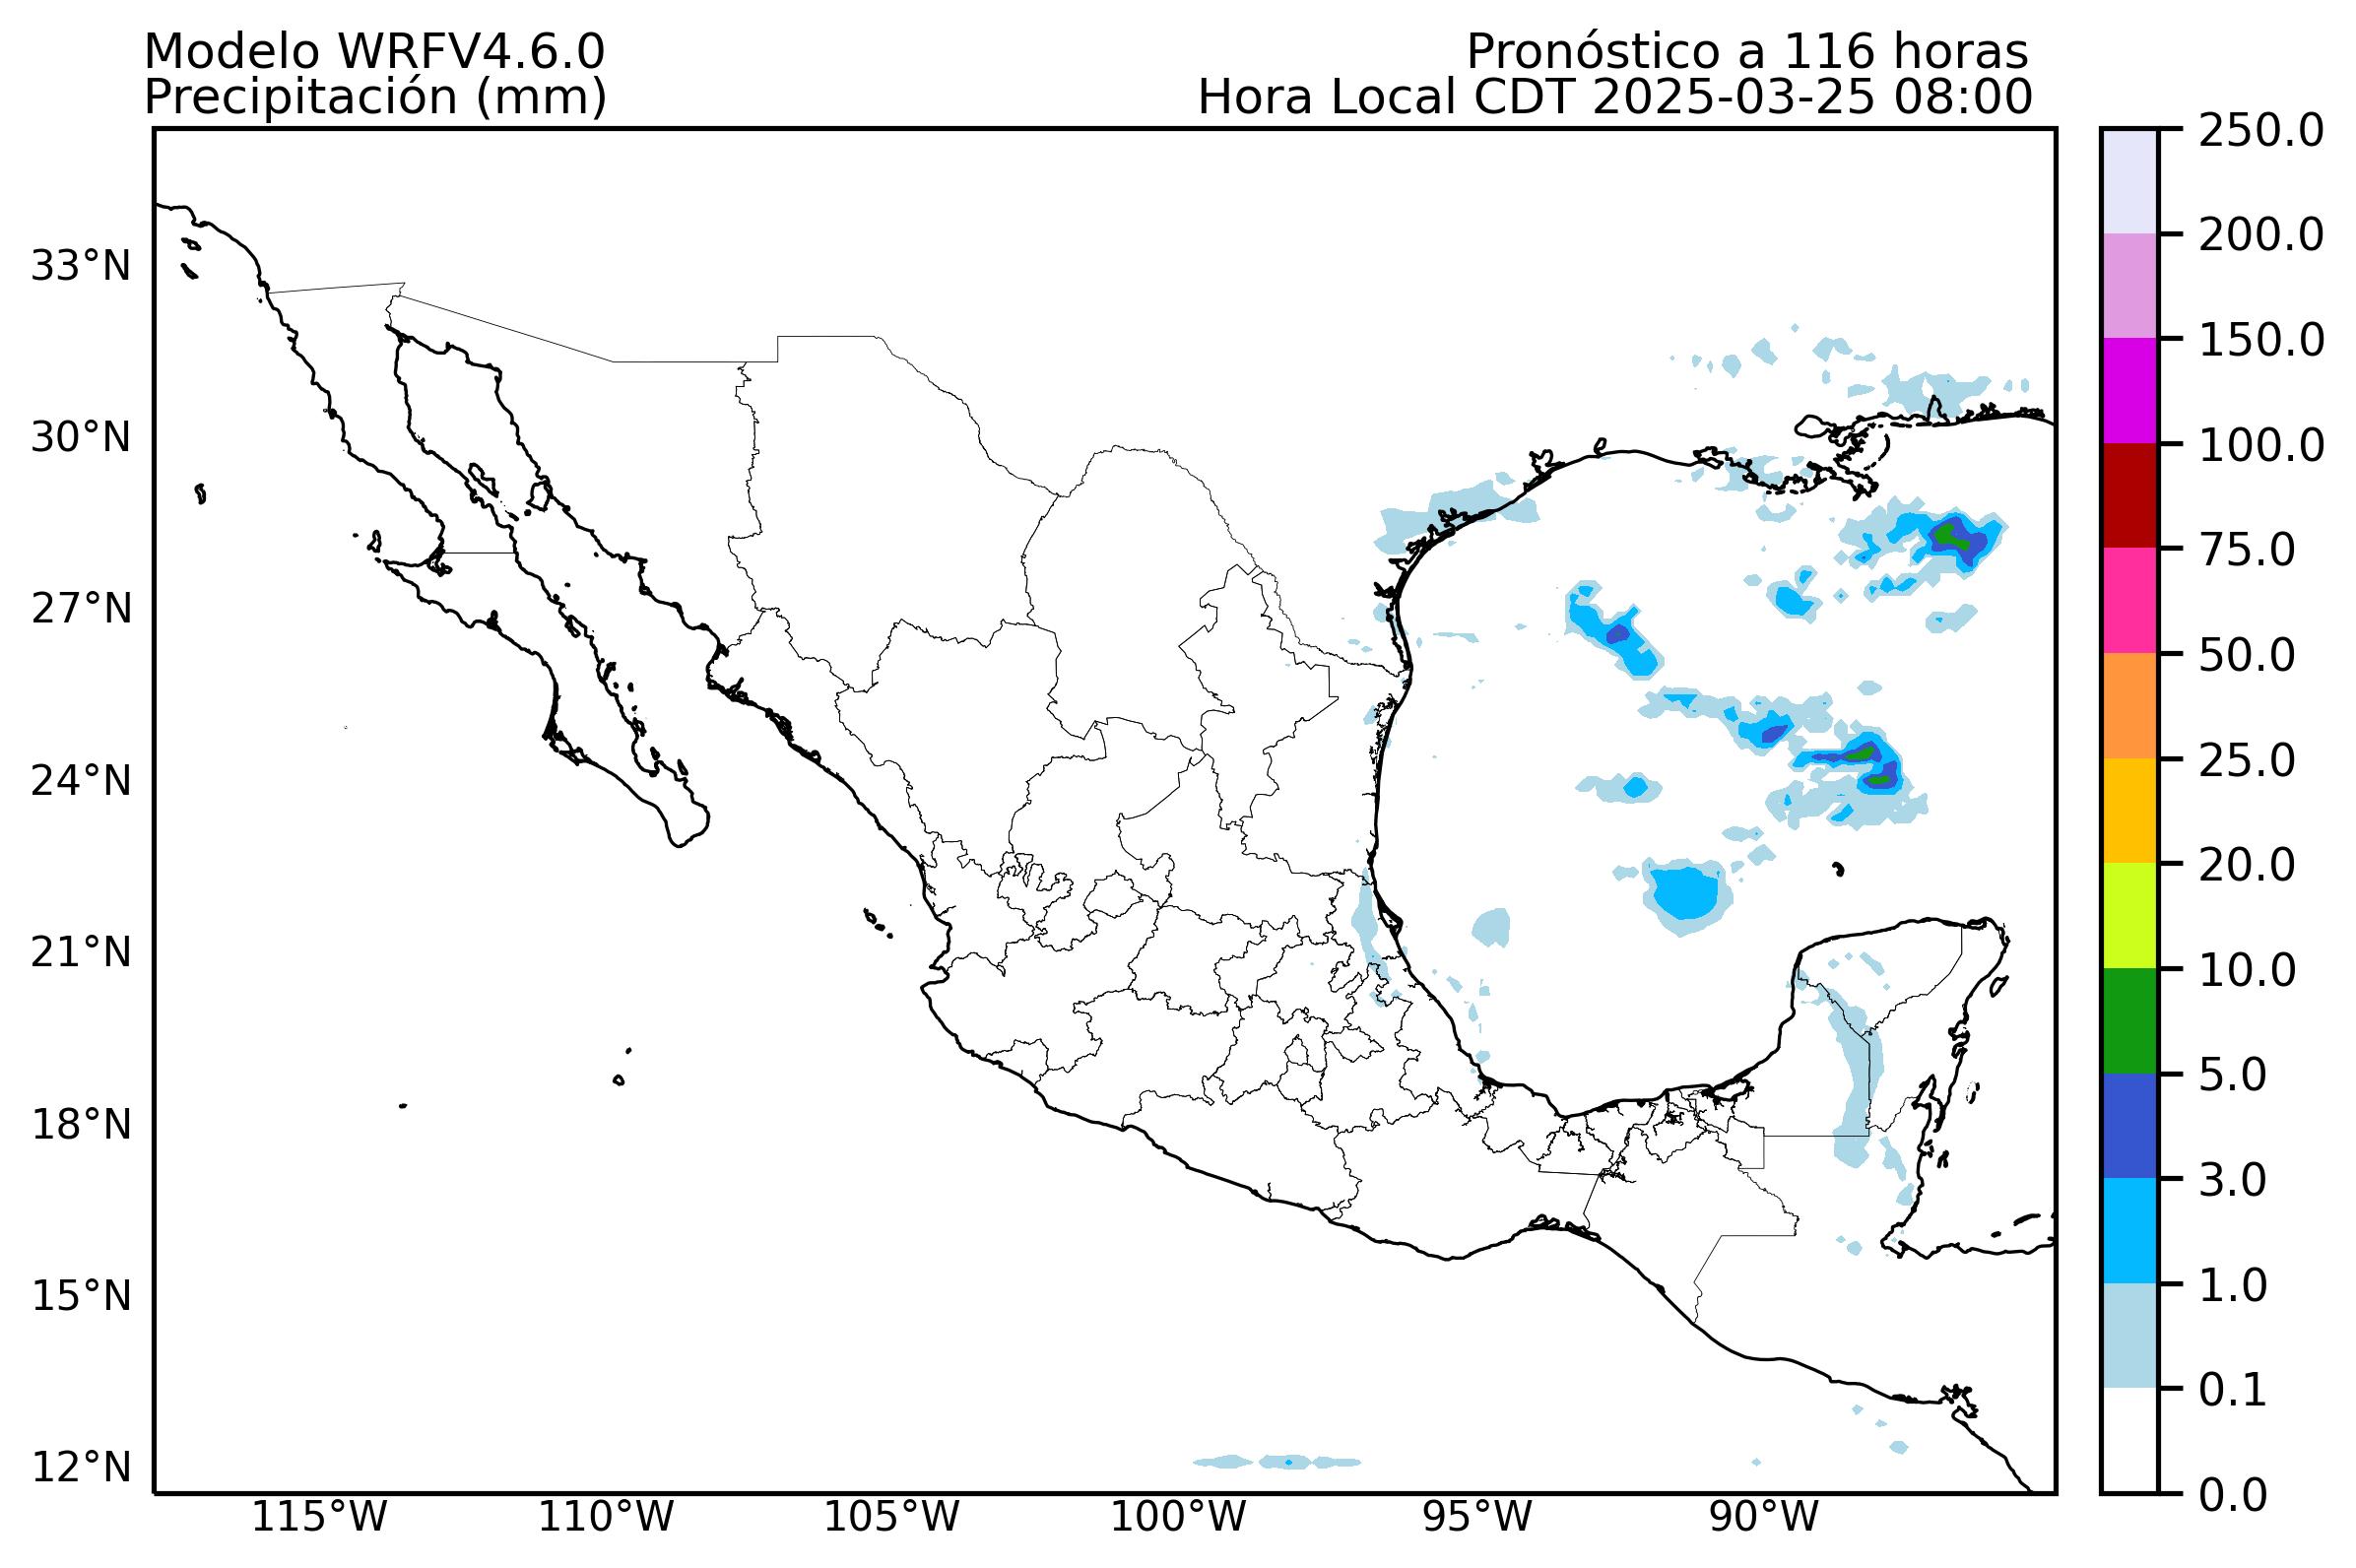 Modelo WRFV4.6.0
Pronóstico a 116 horas
Precipitación (mm)
Hora Local CDT 2025-03-25 08:00
33°N
30°N
27°N
24°N
21°N
18°N
15°N
12°N
115°W
110°W
105°W
100°W
95°W
90°W
250.0
200.0
150.0
100.0
75.0
50.0
25.0
20.0
10.0
5.0
3.0
1.0
0.1
0.0